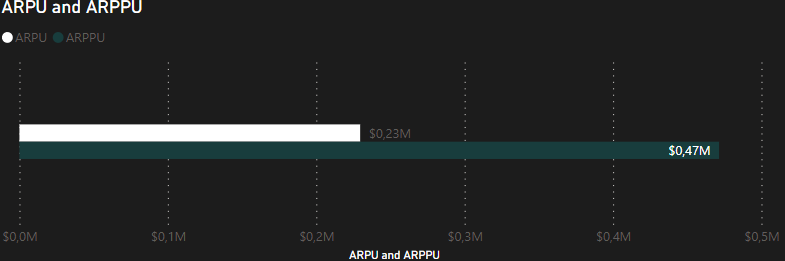 ARPU and ARPPU
ARPU ARPPU
$0,23M
$0,47M
$0,0M $0,1M $0,2M $0,3M $0,4M $0,5M
ARPU and ARPPU